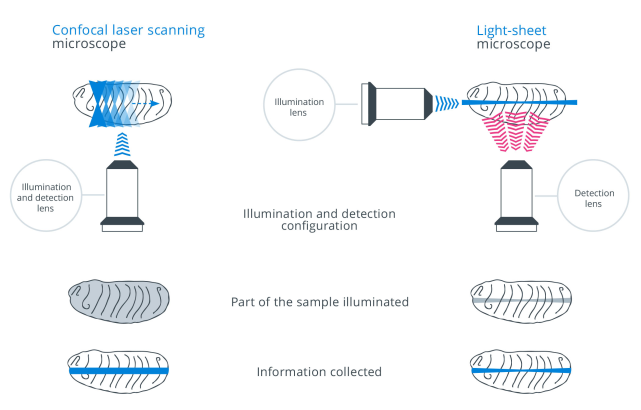 Confocal laser scanning
microscope
Light-sheet
microscope
Illumination
lens
Illumination
and detection
lens
Detection
lens
Illumination and detection
configuration
Part of the sample illuminated
Information collected